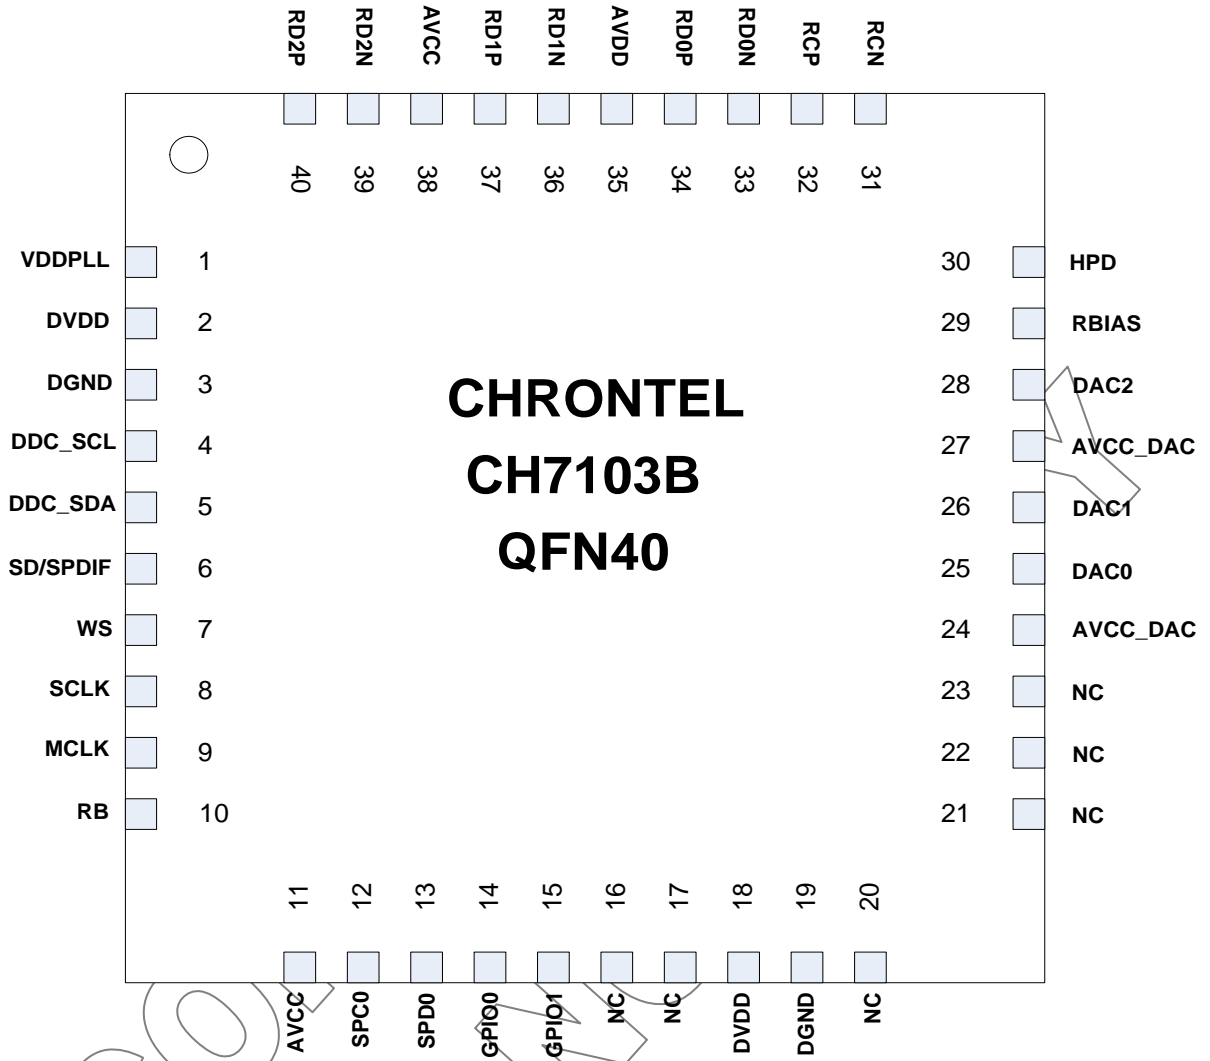 RD2P
RD2N
AVCC
RD1P
RD1N
AVDD
RD0P
RD0N
RCP
RCN
40
39
38
37
36
35
34
33
32
31
VDDPLL 1
DVDD 2
DGND 3
DDC_SCL 4
DDC_SDA 5
SD/SPDIF 6
WS 7
SCLK 8
MCLK 9
RB 10
CHRONTEL
CH7103B
QFN40
30 HPD
29 RBIAS
28 DAC2
27 AVCC_DAC
26 DAC1
25 DAC0
24 AVCC_DAC
23 NC
22 NC
21 NC
11
12
13
14
15
16
17
18
19
20
AVCC
SPC0
SPD0
GPIO0
GPIO1
NC
NC
DVDD
DGND
NC